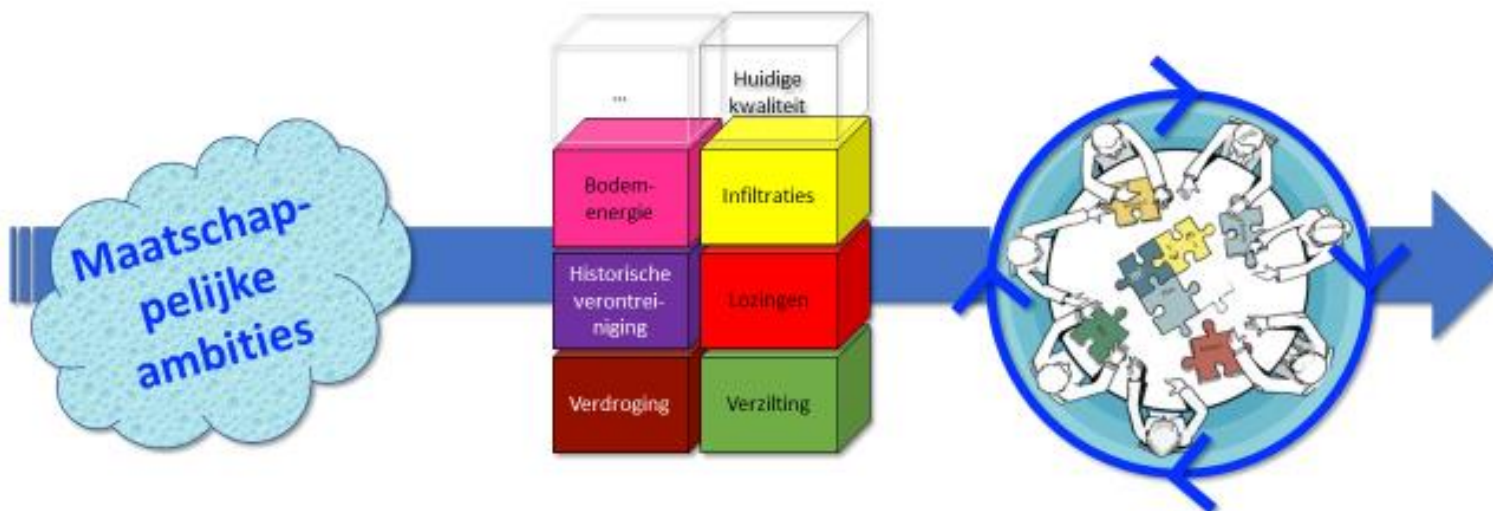 Maatschap-
pelijke
ambities
...
Huidige
kwaliteit
Bodem-
energie
Infiltraties
Historische
verontrei-
niging
Lozingen
Verdroging
Verzilting